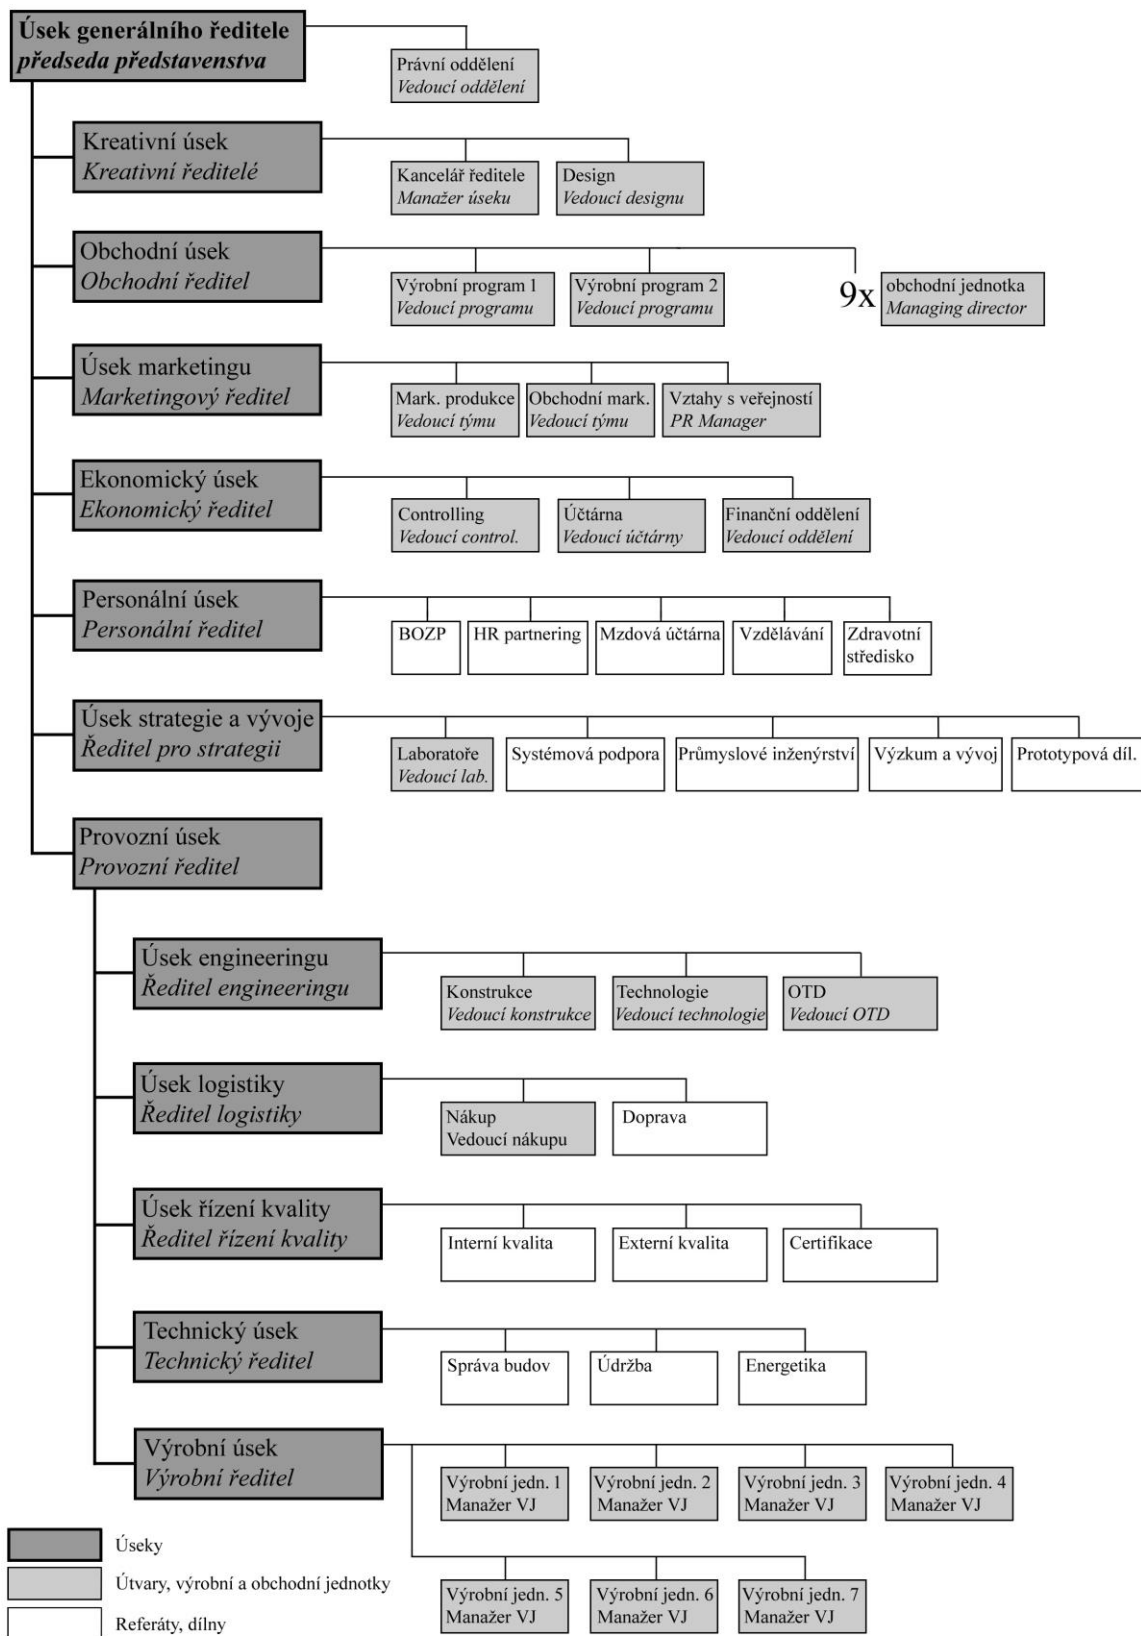 Úsek generálního ředitele
předseda představenstva
Právní oddělení
Vedoucí oddělení
Kreativní úsek
Kreativní ředitelé
Kancelář ředitele
Manažer úseku
Design
Vedoucí designu
Obchodní úsek
Obchodní ředitel
Výrobní program 1
Vedoucí programu
Výrobní program 2
Vedoucí programu
9x
obchodní jednotka
Managing director
Úsek marketingu
Marketingový ředitel
Mark. produkce
Vedoucí týmu
Obchodní mark.
Vedoucí týmu
Vztahy s veřejností
PR Manager
Ekonomický úsek
Ekonomický ředitel
Controlling
Vedoucí control.
Účtárna
Vedoucí účtárny
Finanční oddělení
Vedoucí oddělení
Personální úsek
Personální ředitel
BOZP
HR partnering
Mzdová účtárna
Vzdělávání
Zdravotní
středisko
Úsek strategie a vývoje
Ředitel pro strategii
Laboratoře
Vedoucí lab.
Systémová podpora
Průmyslové inženýrství
Výzkum a vývoj
Prototypová díl.
Provozní úsek
Provozní ředitel
Úsek engineeringu
Ředitel engineeringu
Konstrukce
Vedoucí konstrukce
Technologie
Vedoucí technologie
OTD
Vedoucí OTD
Úsek logistiky
Ředitel logistiky
Nákup
Vedoucí nákupu
Doprava
Úsek řízení kvality
Ředitel řízení kvality
Interní kvalita
Externí kvalita
Certifikace
Technický úsek
Technický ředitel
Správa budov
Údržba
Energetika
Výrobní úsek
Výrobní ředitel
Výrobní jedn. 1
Manažer VJ
Výrobní jedn. 2
Manažer VJ
Výrobní jedn. 3
Manažer VJ
Výrobní jedn. 4
Manažer VJ
Výrobní jedn. 5
Manažer VJ
Výrobní jedn. 6
Manažer VJ
Výrobní jedn. 7
Manažer VJ
Úseky
Útvary, výrobní a obchodní jednotky
Referáty, dílny